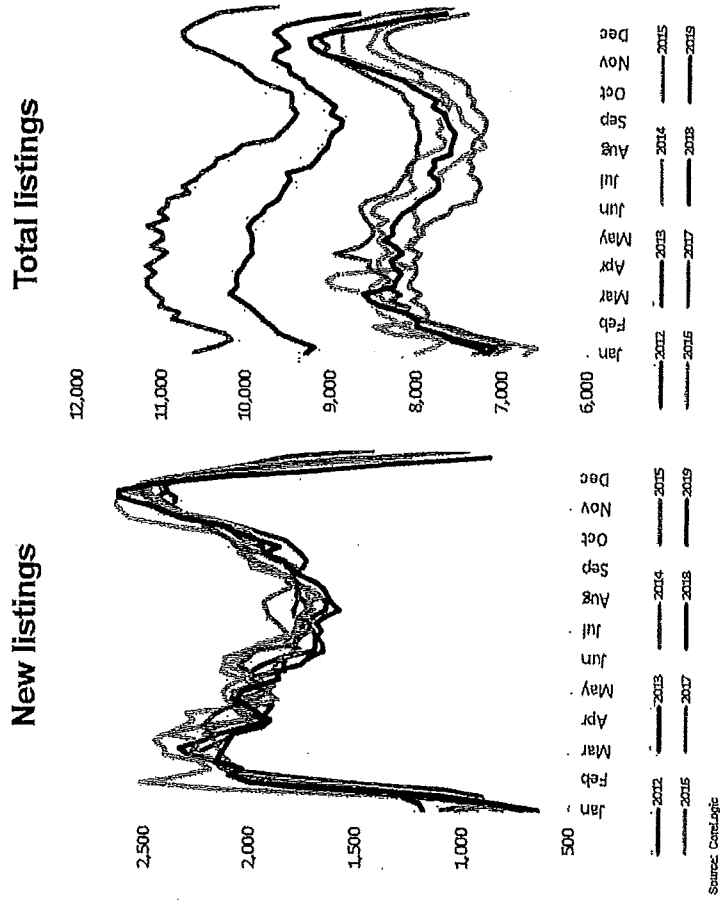 New listings
2,500
2,000
1,500
1,000
500
Jan
Feb
Mar
Apr
May
Jun
Jul
Aug
Sep
Oct
Nov
Dec
2012 2013 2014 2015
2016 2017 2018 2019
Source: CoreLogic
Total listings
12,000
11,000
10,000
9,000
8,000
7,000
6,000
Jan
Feb
Mar
Apr
May
Jun
Jul
Aug
Sep
Oct
Nov
Dec
2012 2013 2014 2015
2016 2017 2018 2019